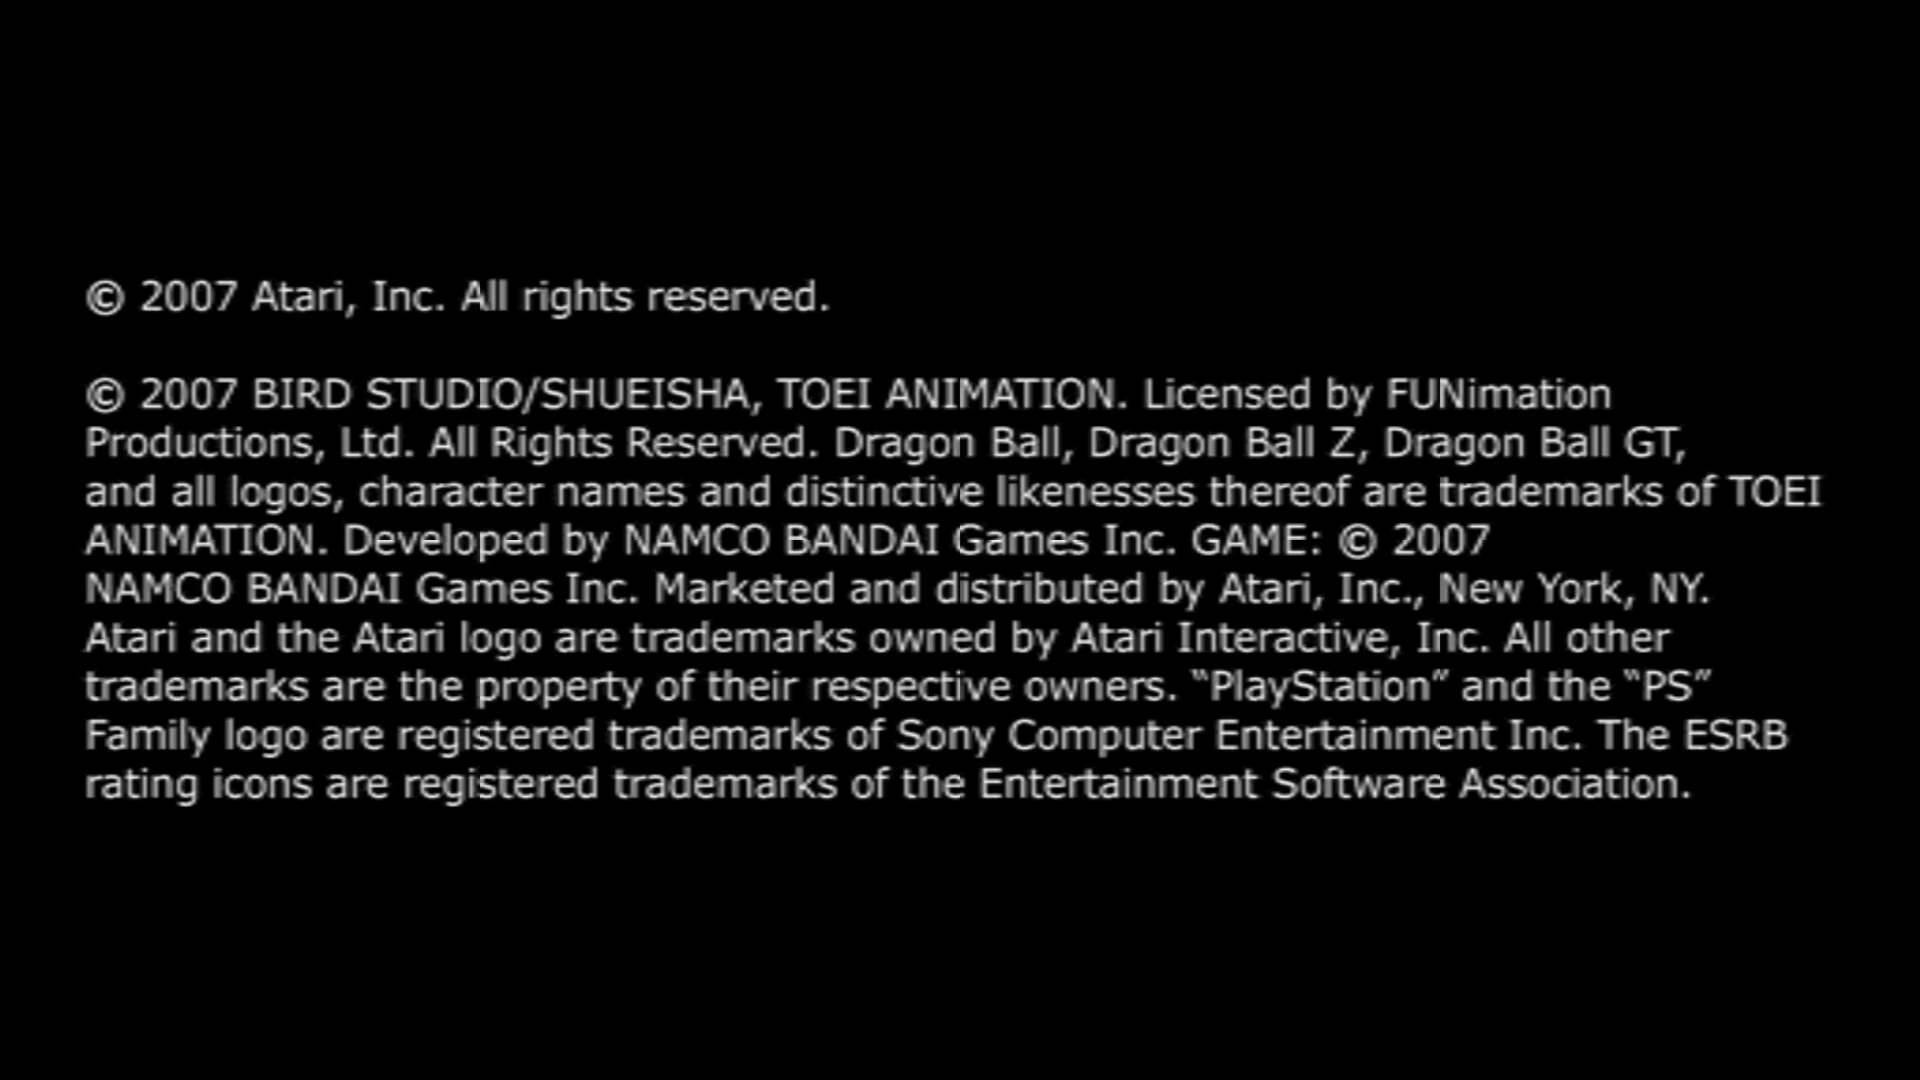 © 2007 Atari, Inc. All rights reserved.
© 2007 BIRD STUDIO/SHUEISHA, TOEI ANIMATION. Licensed by FUNimation
Productions, Ltd. All Rights Reserved. Dragon Ball, Dragon Ball Z, Dragon Ball GT,
and all logos, character names and distinctive likenesses thereof are trademarks of TOEI
ANIMATION. Developed by NAMCO BANDAI Games Inc. GAME: © 2007
NAMCO BANDAI Games Inc. Marketed and distributed by Atari, Inc., New York, NY.
Atari and the Atari logo are trademarks owned by Atari Interactive, Inc. All other
trademarks are the property of their respective owners. “PlayStation” and the “PS”
Family logo are registered trademarks of Sony Computer Entertainment Inc. The ESRB
rating icons are registered trademarks of the Entertainment Software Association.